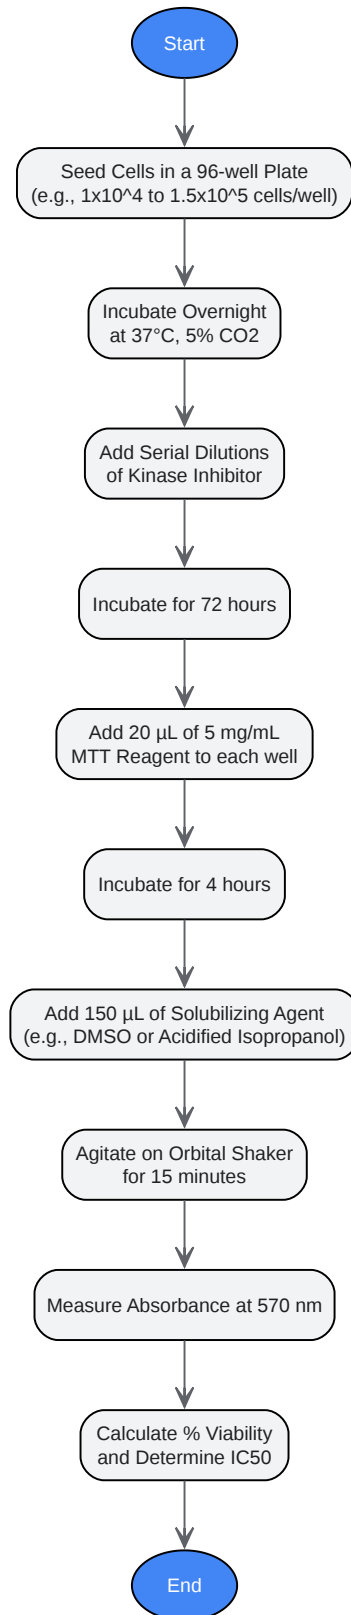 Start
Seed Cells in a 96-well Plate
(e.g., 1x10^4 to 1.5x10^5 cells/well)
Incubate Overnight
at 37°C, 5% CO2
Add Serial Dilutions
of Kinase Inhibitor
Incubate for 72 hours
Add 20 µL of 5 mg/mL
MTT Reagent to each well
Incubate for 4 hours
Add 150 µL of Solubilizing Agent
(e.g., DMSO or Acidified Isopropanol)
Agitate on Orbital Shaker
for 15 minutes
Measure Absorbance at 570 nm
Calculate % Viability
and Determine IC50
End